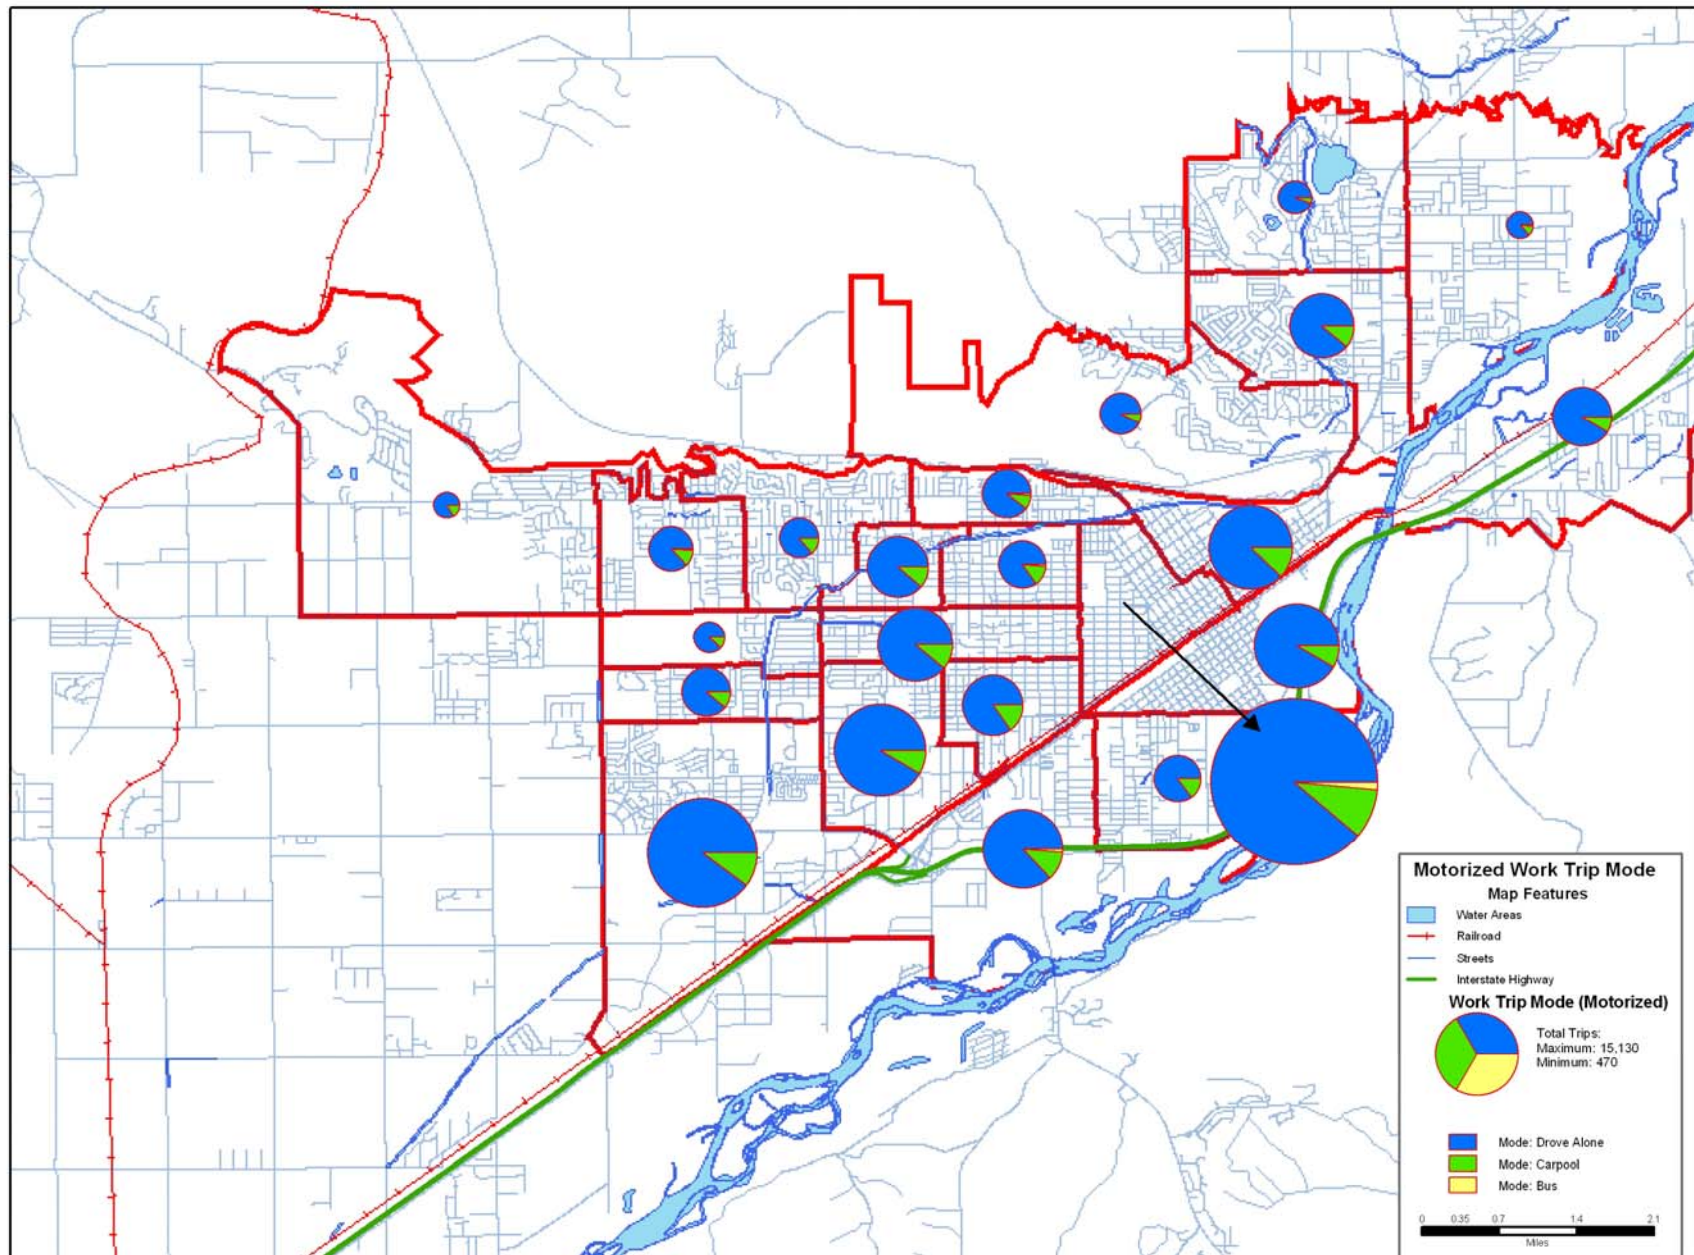 Motorized Work Trip Mode
Map Features
Water Areas
Railroad
Streets
Interstate Highway
Work Trip Mode (Motorized)
Total Trips:
Maximum: 15,130
Minimum: 470
Mode: Drove Alone
Mode: Carpool
Mode: Bus
0 0.35 0.7 1.4 2.1
Miles